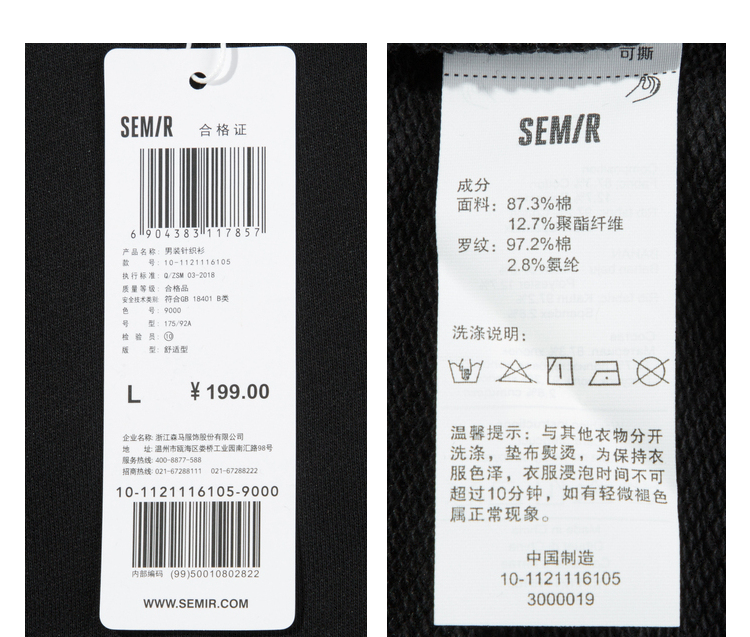 SEMIR 合格证
6 904383 117857
产品名称: 男装针织衫
款 号: 10-1121116105
执行标准: Q/ZSM 03-2018
质量等级: 合格品
安全技术类别 符合GB 18401 B类
色 号: 9000
号 型: 175/92A
检 验 员: 10
版 型: 舒适型
L ¥199.00
企业名称: 浙江森马服饰股份有限公司
地 址: 温州市瓯海区娄桥工业园南汇路98号
服务热线: 400-8877-588
招商热线: 021-67288111 021-67288222
10-1121116105-9000
内部编码 (99)50010802822
WWW.SEMIR.COM
可撕
SEMIR
成分
面料: 87.3%棉
12.7%聚酯纤维
罗纹: 97.2%棉
2.8%氨纶
洗涤说明:
温馨提示: 与其他衣物分开
洗涤, 垫布熨烫, 为保持衣
服色泽, 衣服浸泡时间不可
超过10分钟, 如有轻微褪色
属正常现象。
中国制造
10-1121116105
3000019